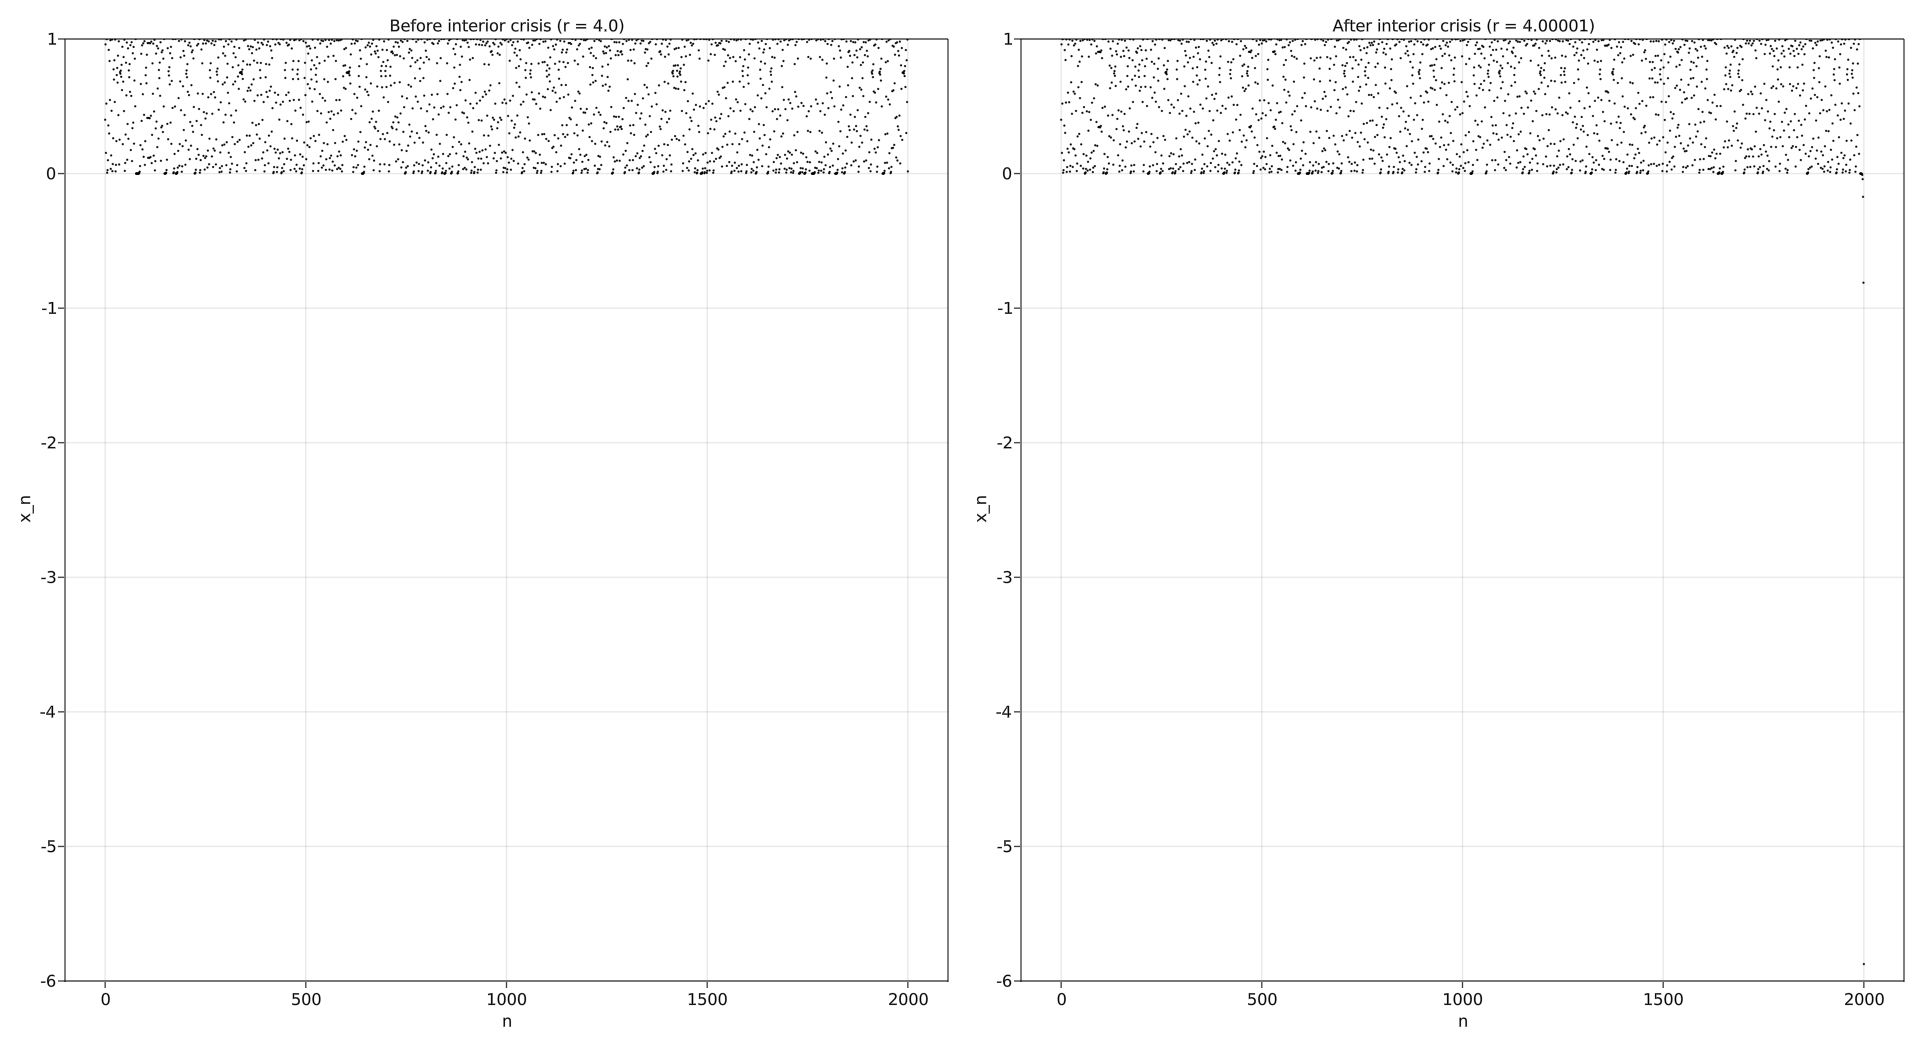 Before interior crisis (r = 4.0)
1
0
-1
-2
-3
-4
-5
-6
x_n
0 500 1000 1500 2000
n
After interior crisis (r = 4.00001)
1
0
-1
-2
-3
-4
-5
-6
x_n
0 500 1000 1500 2000
n